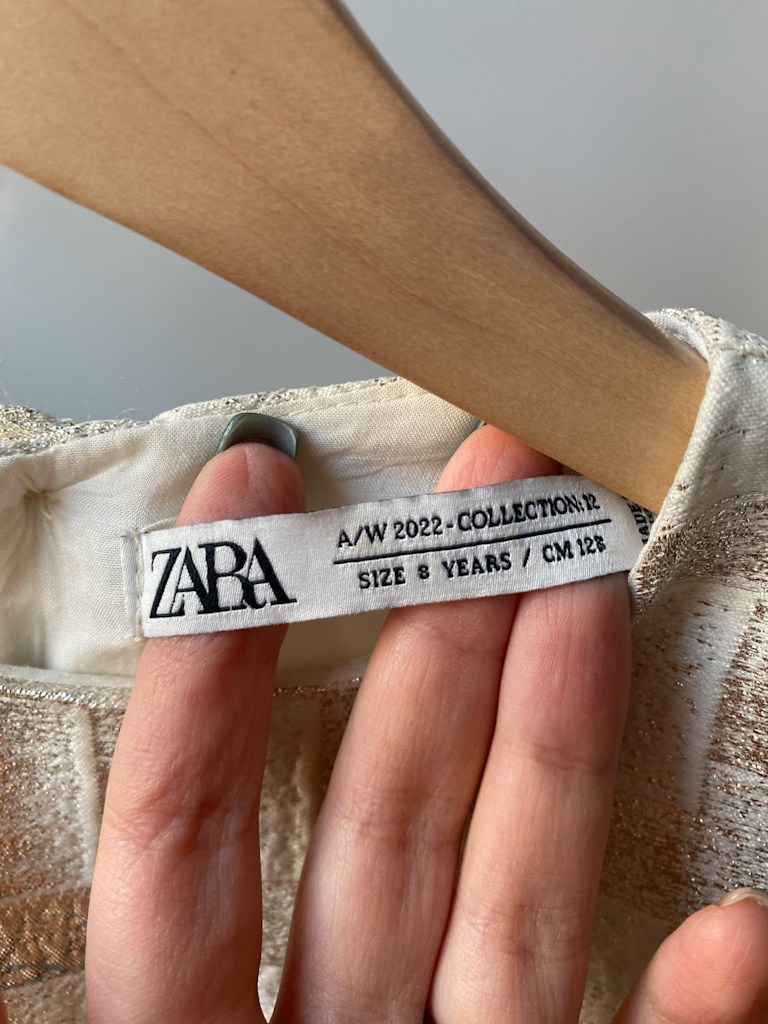 ZARA
A/W 2022-COLLECTION: 12
SIZE 8 YEARS / CM 128